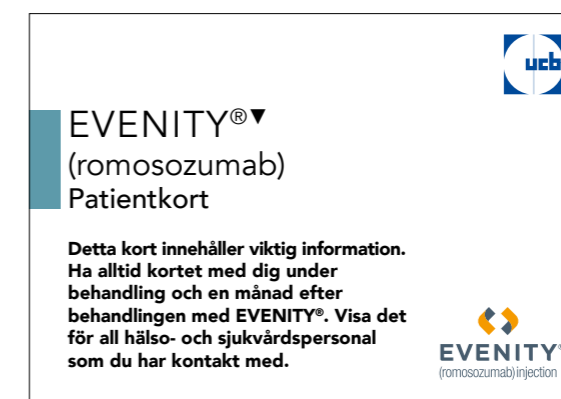 ucb
EVENITY®▼
(romosozumab)
Patientkort
Detta kort innehåller viktig information.
Ha alltid kortet med dig under
behandling och en månad efter
behandlingen med EVENITY®. Visa det
för all hälso- och sjukvårdspersonal
som du har kontakt med.
EVENITY®
(romosozumab) injection